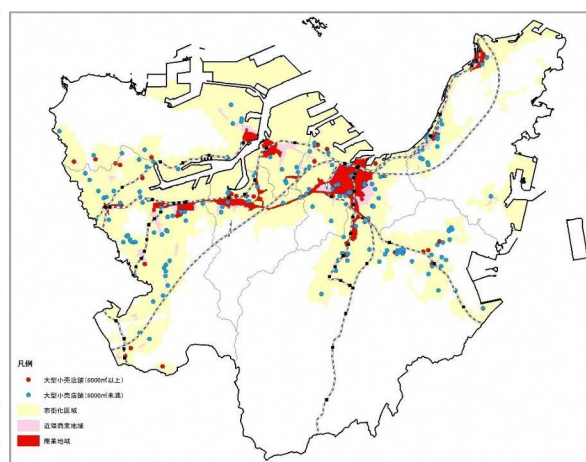 凡例
大型小売店舗(6000㎡以上)
大型小売店舗(6000㎡未満)
市街化区域
近隣商業地域
商業地域